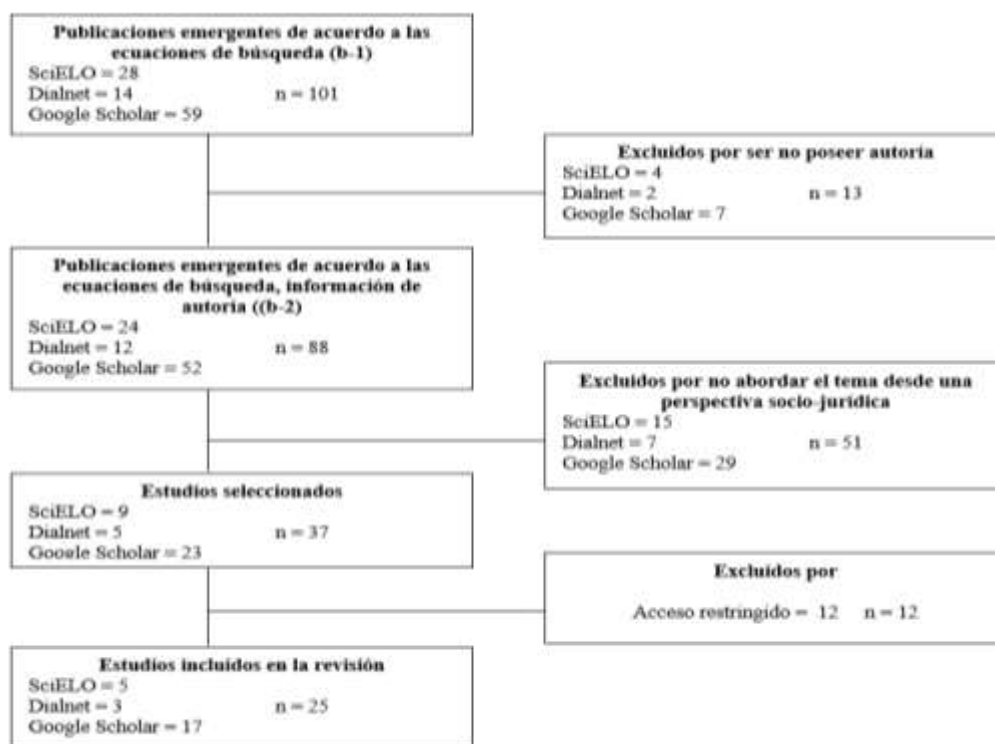 Publicaciones emergentes de acuerdo a las
ecuaciones de búsqueda (b-1)
SciELO = 28
Dialnet = 14 n = 101
Google Scholar = 59
Excluidos por ser no poseer autoría
SciELO = 4
Dialnet = 2 n = 13
Google Scholar = 7
Publicaciones emergentes de acuerdo a las
ecuaciones de búsqueda, información de
autoría ((b-2)
SciELO = 24
Dialnet = 12 n = 88
Google Scholar = 52
Excluidos por no abordar el tema desde una
perspectiva socio-jurídica
SciELO = 15
Dialnet = 7 n = 51
Google Scholar = 29
Estudios seleccionados
SciELO = 9
Dialnet = 5 n = 37
Google Scholar = 23
Excluidos por
Acceso restringido = 12 n = 12
Estudios incluidos en la revisión
SciELO = 5
Dialnet = 3 n = 25
Google Scholar = 17